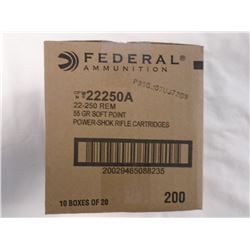 FEDERAL
AMMUNITION
22250A
22-250 REM
55 GR SOFT POINT
POWER-SHOK RIFLE CARTRIDGES
20029465088235
10 BOXES OF 20
200